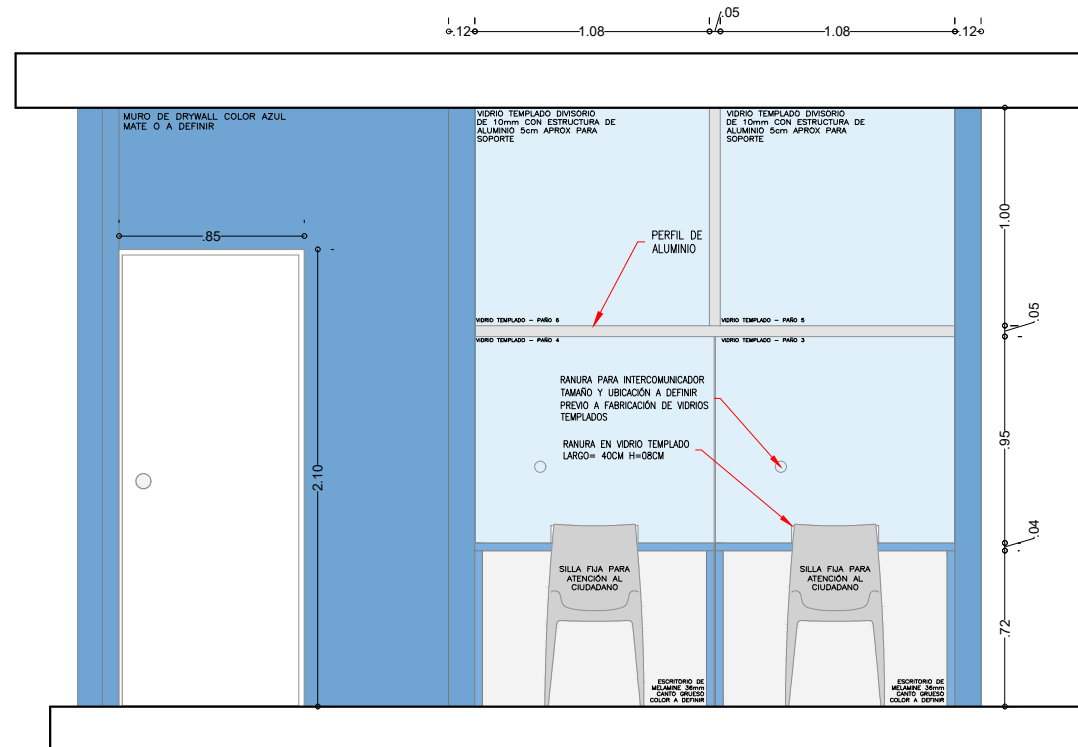 .05
.12
1.08
1.08
.12
MURO DE DRYWALL COLOR AZUL
MATE O A DEFINIR
VIDRIO TEMPLADO DIVISORIO
DE 10mm CON ESTRUCTURA DE
ALUMINIO 5cm APROX PARA
SOPORTE
VIDRIO TEMPLADO DIVISORIO
DE 10mm CON ESTRUCTURA DE
ALUMINIO 5cm APROX PARA
SOPORTE
1.00
.85
PERFIL DE
ALUMINIO
2.10
VIDRIO TEMPLADO - PAÑO 6
VIDRIO TEMPLADO - PAÑO 5
.05
VIDRIO TEMPLADO - PAÑO 4
VIDRIO TEMPLADO - PAÑO 3
RANURA PARA INTERCOMUNICADOR
TAMAÑO Y UBICACIÓN A DEFINIR
PREVIO A FABRICACIÓN DE VIDRIOS
TEMPLADOS
RANURA EN VIDRIO TEMPLADO
LARGO= 40CM H=08CM
.95
.04
SILLA FIJA PARA
ATENCIÓN AL
CIUDADANO
SILLA FIJA PARA
ATENCIÓN AL
CIUDADANO
.72
ESCRITORIO DE
MELAMINE 36mm
CANTO GRUESO
COLOR A DEFINIR
ESCRITORIO DE
MELAMINE 36mm
CANTO GRUESO
COLOR A DEFINIR